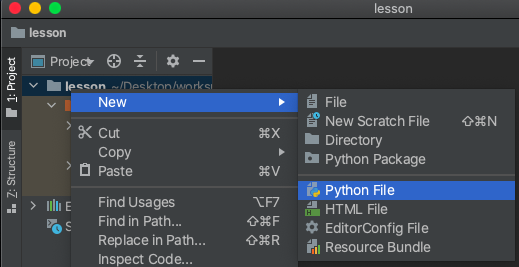 lesson
lesson
Project
1: Project
lesson ~/Desktop/works
New
File
New Scratch File ⇧⌘N
Directory
Python Package
Python File
HTML File
EditorConfig File
Resource Bundle
Cut ⌘X
Copy
Paste ⌘V
Find Usages ⌥F7
Find in Path... ⇧⌘F
Replace in Path... ⇧⌘R
Inspect Code...
Z: Structure
E
S